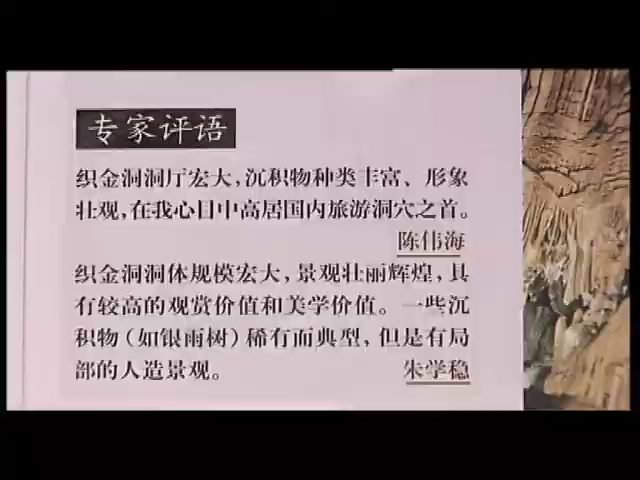 专家评语
织金洞洞厅宏大，沉积物种类丰富、形象
壮观，在我心目中高居国内旅游洞穴之首。
陈伟海
织金洞洞体规模宏大，景观壮丽辉煌，具
有较高的观赏价值和美学价值。一些沉
积物（如银雨树）稀有而典型，但是有局
部的人造景观。
朱学稳